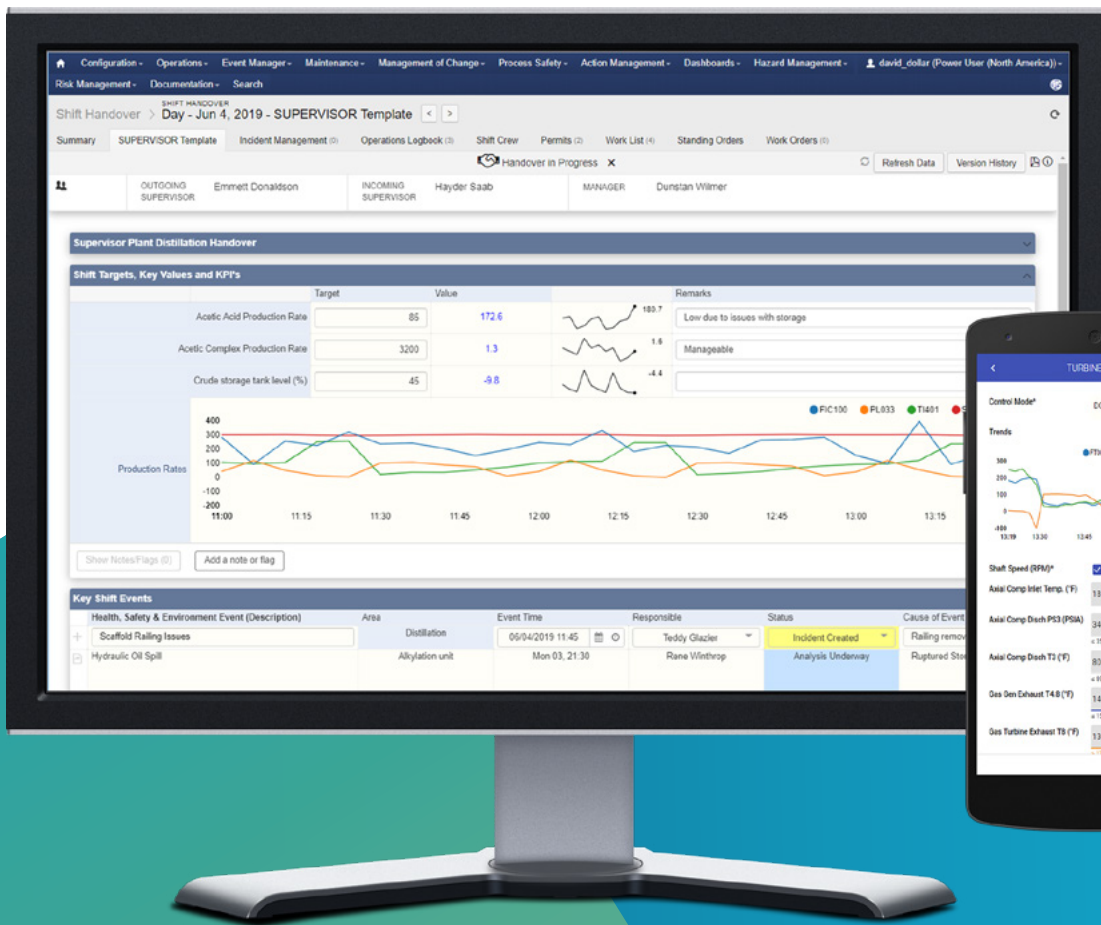 Configuration Operations Event Manager Maintenance Management of Change Process Safety Action Management Dashboards Hazard Management david_dollar (Power User (North America))
Risk Management Documentation Search
SHIFT HANDOVER
Shift Handover > Day - Jun 4, 2019 - SUPERVISOR Template < >
Summary SUPERVISOR Template Incident Management (0) Operations Logbook (3) Shift Crew Permits (2) Work List (4) Standing Orders Work Orders (6)
Handover in Progress X
Refresh Data Version History
OUTGOING SUPERVISOR Emmett Donaldson INCOMING SUPERVISOR Hayder Saab MANAGER Dunstan Wilmer
Supervisor Plant Distillation Handover
Shift Targets, Key Values and KPI's
Target Value Remarks
Acetic Acid Production Rate 85 172.6 180.7 Low due to issues with storage
Acetic Complex Production Rate 3200 1.3 1.6 Manageable
Crude storage tank level (%) 45 -9.8 -4.4
FIC100 PL033 TI401
Production Rates
400
300
200
100
0
-100
-200
11:00 11:15 11:30 11:45 12:00 12:15 12:30 12:45 13:00 13:15
Show Notes/Flags (0) Add a note or flag
Key Shift Events
Health, Safety & Environment Event (Description) Area Event Time Responsible Status Cause of Event
Scaffold Railing Issues Distillation 06/04/2019 11:45 Teddy Glazier Incident Created Railing
Hydraulic Oil Spill Alkylation unit Mon 03, 21:30 Rane Winthrop Analysis Underway Ruptured
< TURBINE
Control Mode*
Trends
300
200
100
0
-100
13:19 13:30 13:45
Shaft Speed (RPM)*
Axial Comp Inlet Temp. (°F)
Axial Comp Disch PS3 (PSIA)
Axial Comp Disch T3 (°F)
Gas Gen Exhaust T4.8 (°F)
Gas Turbine Exhaust T8 (°F)